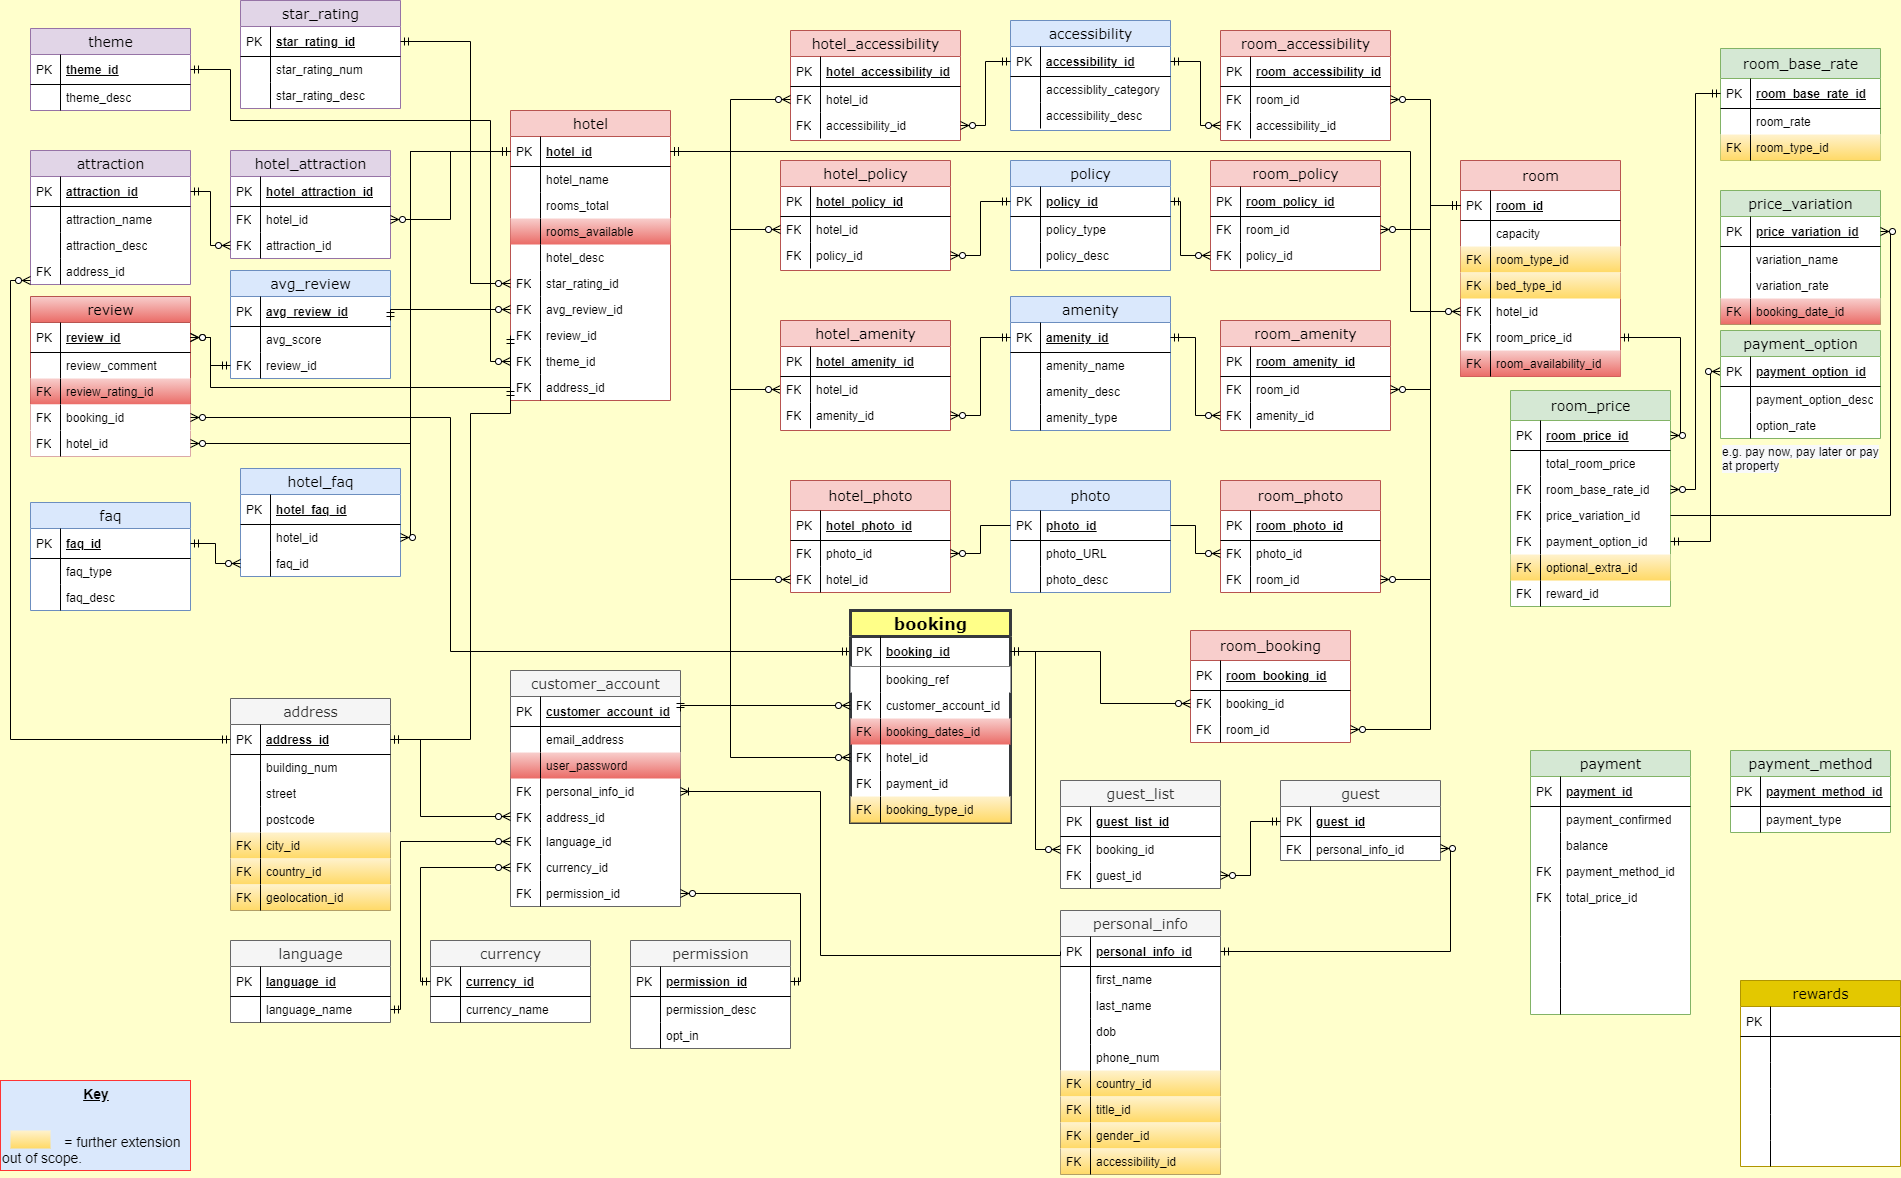 star_rating
PK star_rating_id
star_rating_num
star_rating_desc
theme
PK theme_id
theme_desc
attraction
PK attraction_id
attraction_name
attraction_desc
FK address_id
hotel_attraction
PK hotel_attraction_id
FK hotel_id
FK attraction_id
hotel
PK hotel_id
hotel_name
rooms_total
rooms_available
hotel_desc
FK star_rating_id
FK avg_review_id
FK review_id
FK theme_id
FK address_id
avg_review
PK avg_review_id
avg_score
FK review_id
review
PK review_id
review_comment
FK review_rating_id
FK booking_id
FK hotel_id
hotel_faq
PK hotel_faq_id
FK hotel_id
FK faq_id
faq
PK faq_id
faq_type
faq_desc
hotel_accessibility
PK hotel_accessibility_id
FK hotel_id
FK accessibility_id
accessibility
PK accessibility_id
accessiblity_category
accessibility_desc
room_accessibility
PK room_accessibility_id
FK room_id
FK accessibility_id
hotel_policy
PK hotel_policy_id
FK hotel_id
FK policy_id
policy
PK policy_id
policy_type
policy_desc
room_policy
PK room_policy_id
FK room_id
FK policy_id
hotel_amenity
PK hotel_amenity_id
FK hotel_id
FK amenity_id
amenity
PK amenity_id
amenity_name
amenity_desc
amenity_type
room_amenity
PK room_amenity_id
FK room_id
FK amenity_id
hotel_photo
PK hotel_photo_id
FK photo_id
FK hotel_id
photo
PK photo_id
photo_URL
photo_desc
room_photo
PK room_photo_id
FK photo_id
FK room_id
room
PK room_id
capacity
FK room_type_id
FK bed_type_id
FK hotel_id
FK room_price_id
FK room_availability_id
room_base_rate
PK room_base_rate_id
room_rate
FK room_type_id
price_variation
PK price_variation_id
variation_name
variation_rate
FK booking_date_id
payment_option
PK payment_option_id
payment_option_desc
option_rate
e.g. pay now, pay later or pay
at property
room_price
PK room_price_id
total_room_price
FK room_base_rate_id
FK price_variation_id
FK payment_option_id
FK optional_extra_id
FK reward_id
booking
PK booking_id
booking_ref
FK customer_account_id
FK booking_dates_id
FK hotel_id
FK payment_id
FK booking_type_id
room_booking
PK room_booking_id
FK booking_id
FK room_id
customer_account
PK customer_account_id
email_address
user_password
FK personal_info_id
FK address_id
FK language_id
FK currency_id
FK permission_id
address
PK address_id
building_num
street
postcode
FK city_id
FK country_id
FK geolocation_id
language
PK language_id
language_name
currency
PK currency_id
currency_name
permission
PK permission_id
permission_desc
opt_in
guest_list
PK guest_list_id
FK booking_id
FK guest_id
guest
PK guest_id
FK personal_info_id
personal_info
PK personal_info_id
first_name
last_name
dob
phone_num
FK country_id
FK title_id
FK gender_id
FK accessibility_id
payment
PK payment_id
payment_confirmed
balance
FK payment_method_id
FK total_price_id
payment_method
PK payment_method_id
payment_type
rewards
PK
Key
= further extension
out of scope.